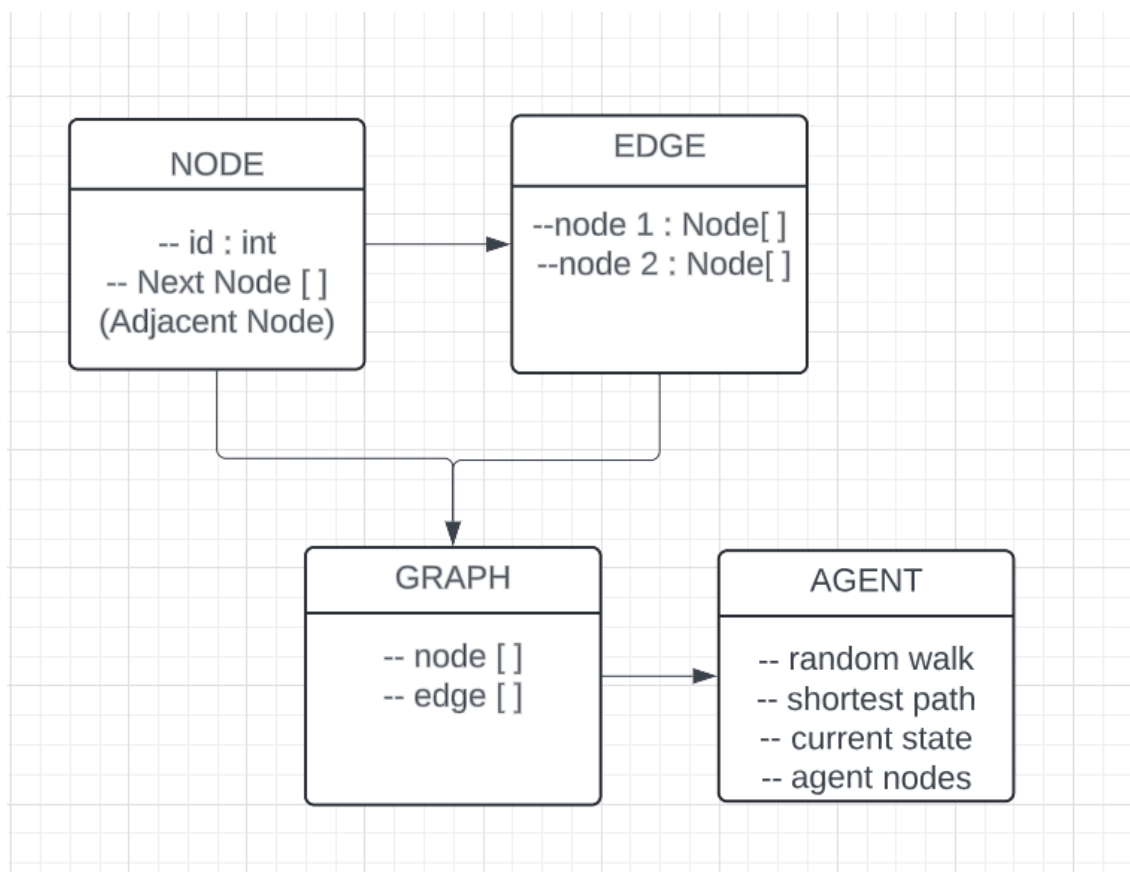 NODE
-- id : int
-- Next Node [ ]
(Adjacent Node)
EDGE
--node 1 : Node[ ]
--node 2 : Node[ ]
GRAPH
-- node [ ]
-- edge [ ]
AGENT
-- random walk
-- shortest path
-- current state
-- agent nodes